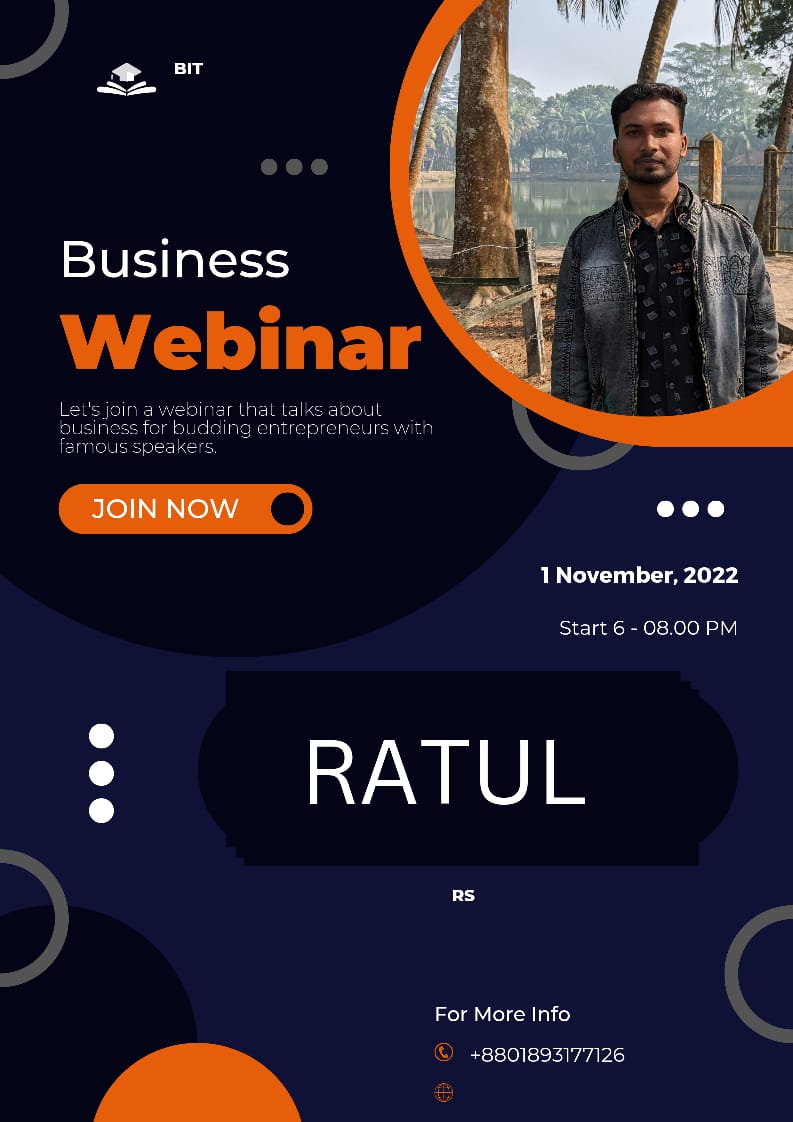 BIT
Business
Webinar
Let's join a webinar that talks about
business for budding entrepreneurs with
famous speakers.
JOIN NOW
1 November, 2022
Start 6 - 08.00 PM
RATUL
RS
For More Info
+8801893177126